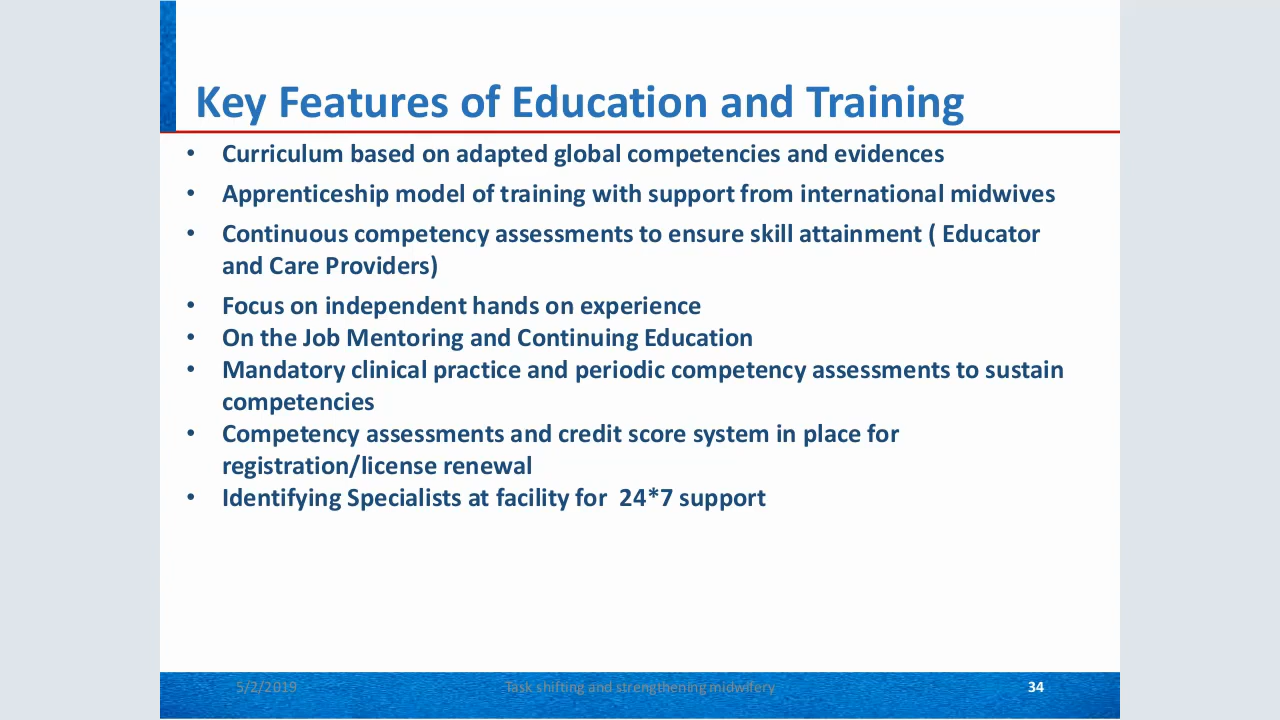 Key Features of Education and Training
• Curriculum based on adapted global competencies and evidences
• Apprenticeship model of training with support from international midwives
• Continuous competency assessments to ensure skill attainment ( Educator
and Care Providers)
• Focus on independent hands on experience
• On the Job Mentoring and Continuing Education
• Mandatory clinical practice and periodic competency assessments to sustain
competencies
• Competency assessments and credit score system in place for
registration/license renewal
• Identifying Specialists at facility for  24*7 support
5/2/2019
Task shifting and strengthening midwifery
34